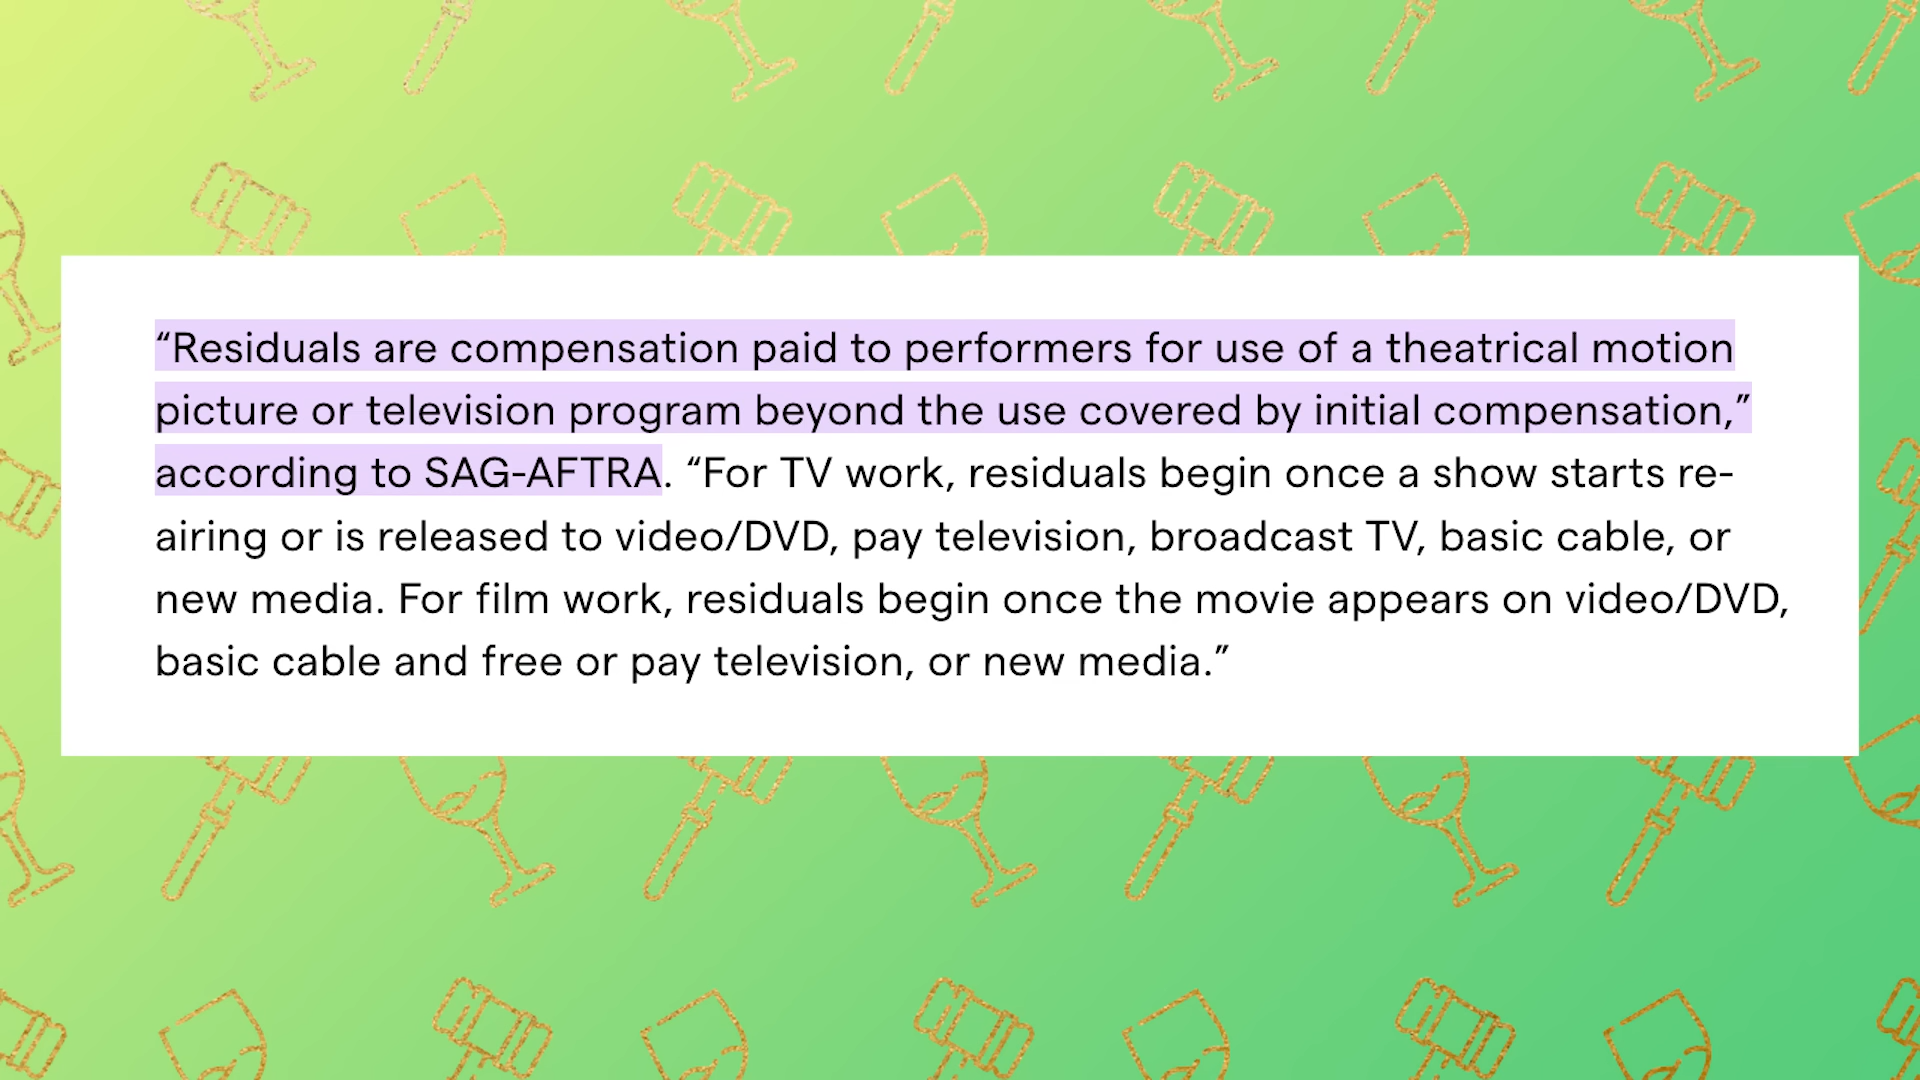 “Residuals are compensation paid to performers for use of a theatrical motion
picture or television program beyond the use covered by initial compensation,”
according to SAG-AFTRA. “For TV work, residuals begin once a show starts re-
airing or is released to video/DVD, pay television, broadcast TV, basic cable, or
new media. For film work, residuals begin once the movie appears on video/DVD,
basic cable and free or pay television, or new media.”